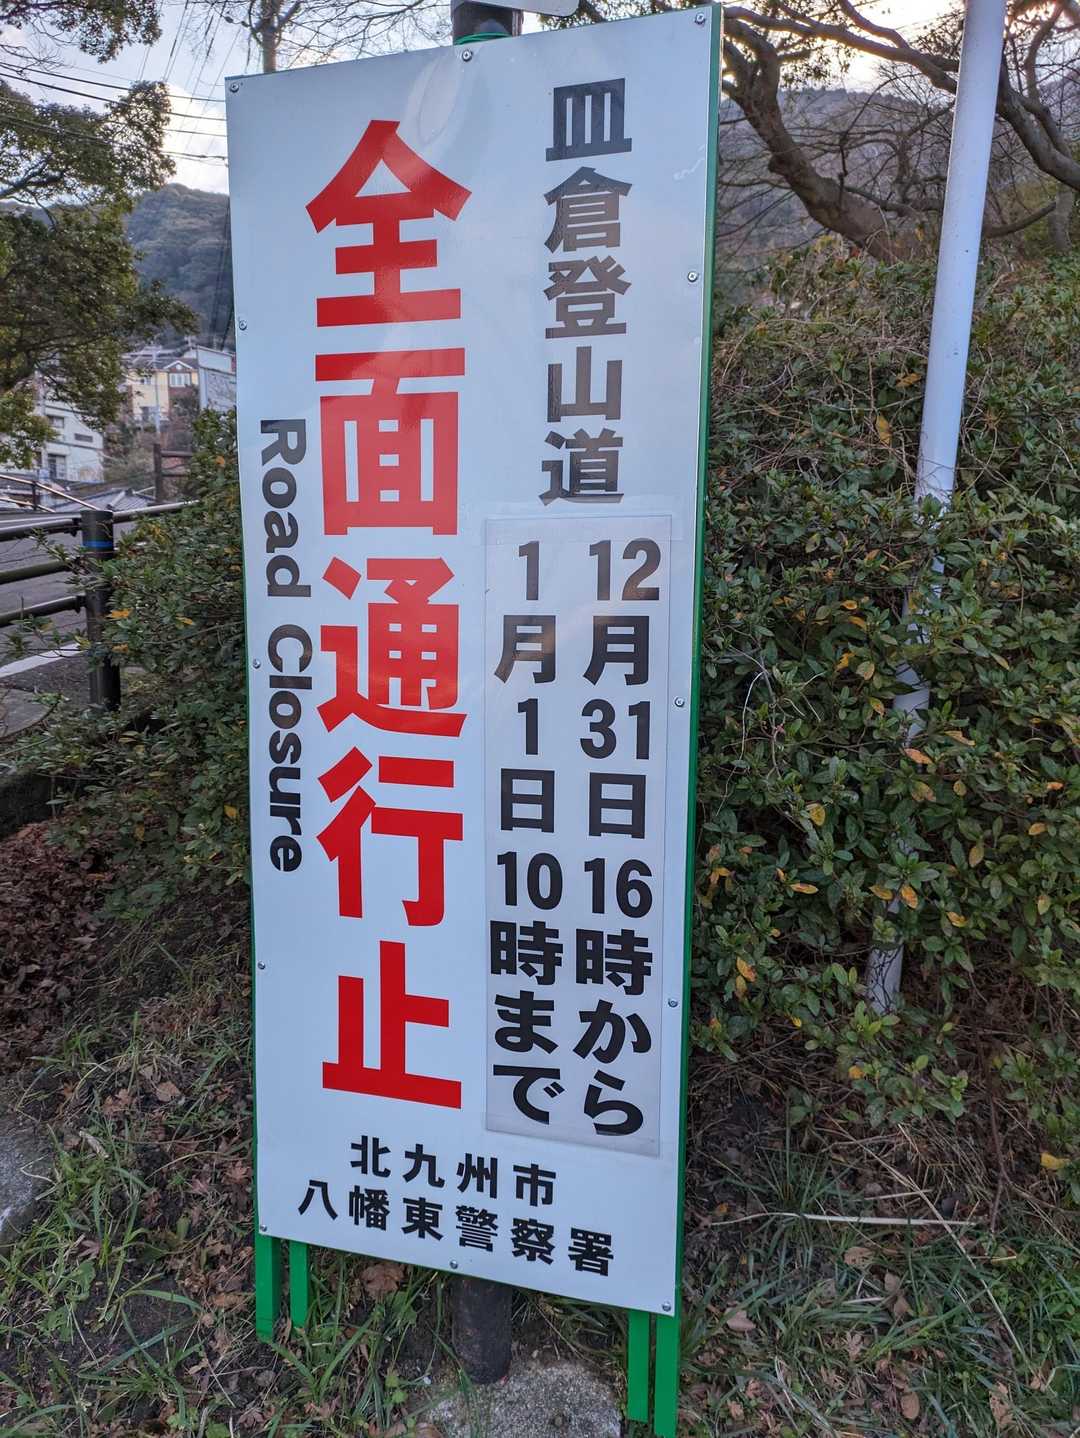 皿倉登山道
12月31日16時から
1月1日10時まで
全面通行止
Road Closure
北九州市
八幡東警察署